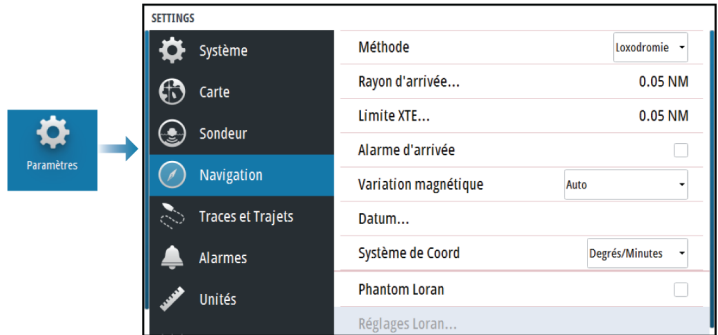 SETTINGS
Paramètres
Système
Carte
Sondeur
Navigation
Traces et Trajets
Alarmes
Unités
Méthode Loxodromie
Rayon d'arrivée... 0.05 NM
Limite XTE... 0.05 NM
Alarme d'arrivée
Variation magnétique Auto
Datum...
Système de Coord Degrés/Minutes
Phantom Loran
Réglages Loran...